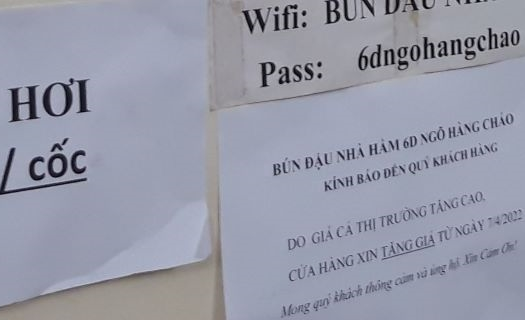 HƠI
/ cốc
Wifi: BÚN ĐẬU
Pass: 6dngohangchao
BÚN ĐẬU NHÀ HÀM 6D NGÕ HÀNG CHÁO
KÍNH BÁO ĐẾN QUÝ KHÁCH HÀNG
DO GIÁ CẢ THỊ TRƯỜNG TĂNG CAO,
CỬA HÀNG XIN TĂNG GIÁ TỪ NGÀY 7/4/2022
Mong quý khách thông cảm và ủng hộ. Xin Cảm Ơn!